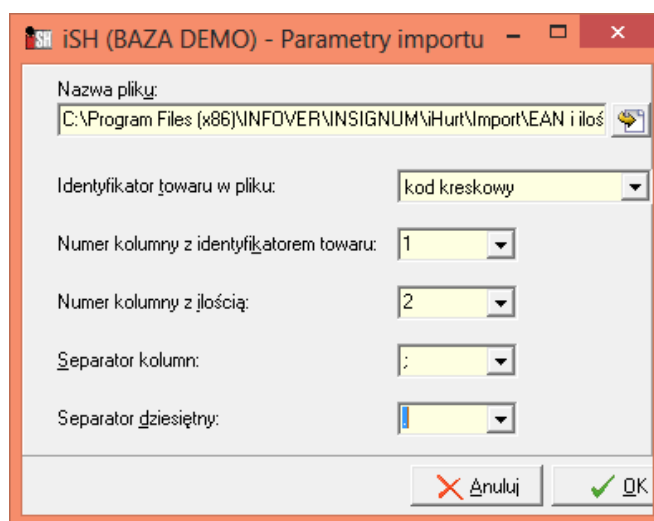 iSH (BAZA DEMO) - Parametry importu
Nazwa pliku:
C:\Program Files (x86)\INFOVER\INSIGNUM\iHurt\Import\EAN i iloś
Identyfikator towaru w pliku: kod kreskowy
Numer kolumny z identyfikatorem towaru: 1
Numer kolumny z ilością: 2
Separator kolumn: ;
Separator dziesiętny: .
Anuluj OK